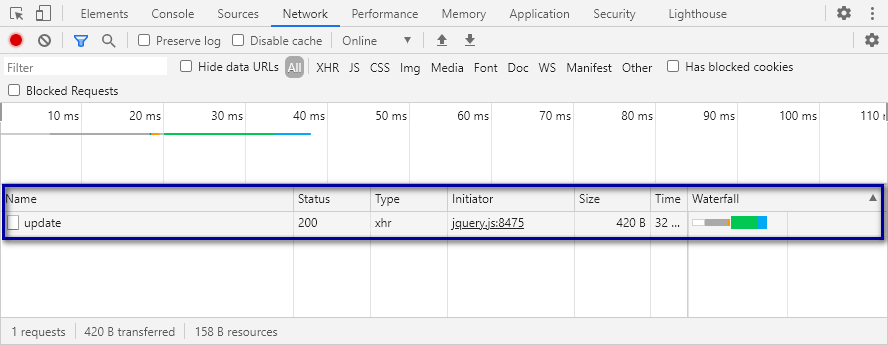 Elements Console Sources Network Performance Memory Application Security Lighthouse
Preserve log Disable cache Online
Filter Hide data URLs All XHR JS CSS Img Media Font Doc WS Manifest Other Has blocked cookies
Blocked Requests
10 ms 20 ms 30 ms 40 ms 50 ms 60 ms 70 ms 80 ms 90 ms 100 ms 110
Name Status Type Initiator Size Time Waterfall
update 200 xhr jquery.js:8475 420 B 32 ...
1 requests 420 B transferred 158 B resources